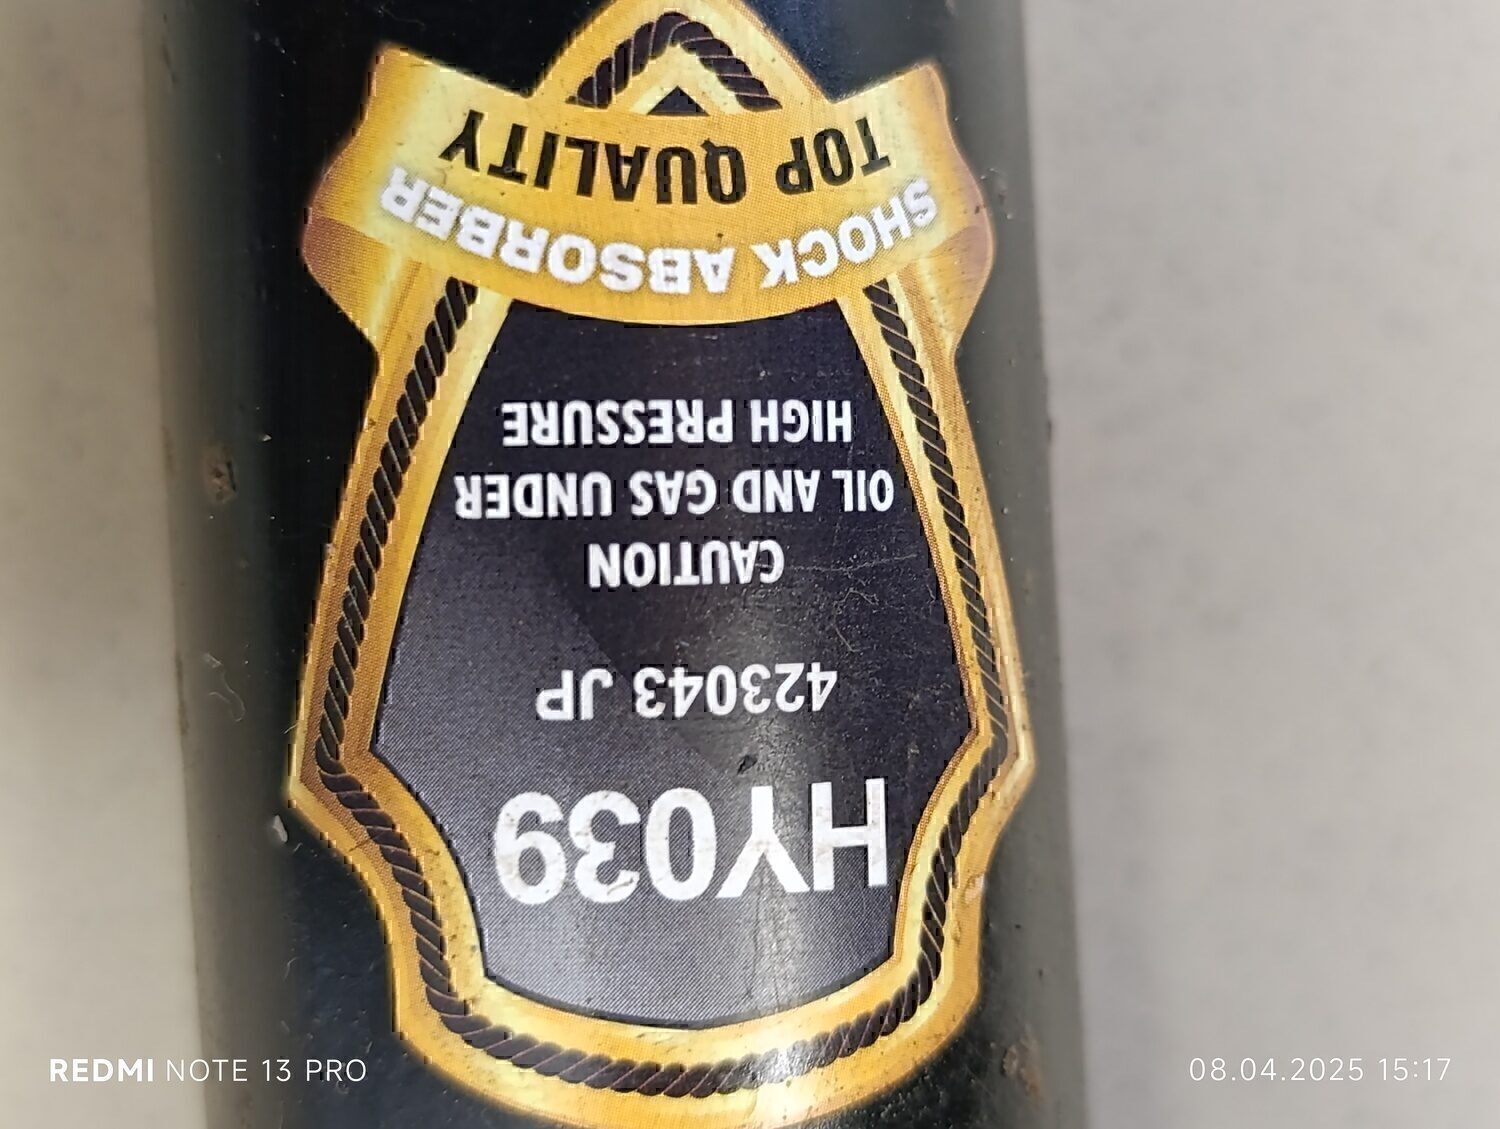 HY039
423043 JP
CAUTION
OIL AND GAS UNDER
HIGH PRESSURE
SHOCK ABSORBER
TOP QUALITY
REDMI NOTE 13 PRO
08.04.2025 15:17